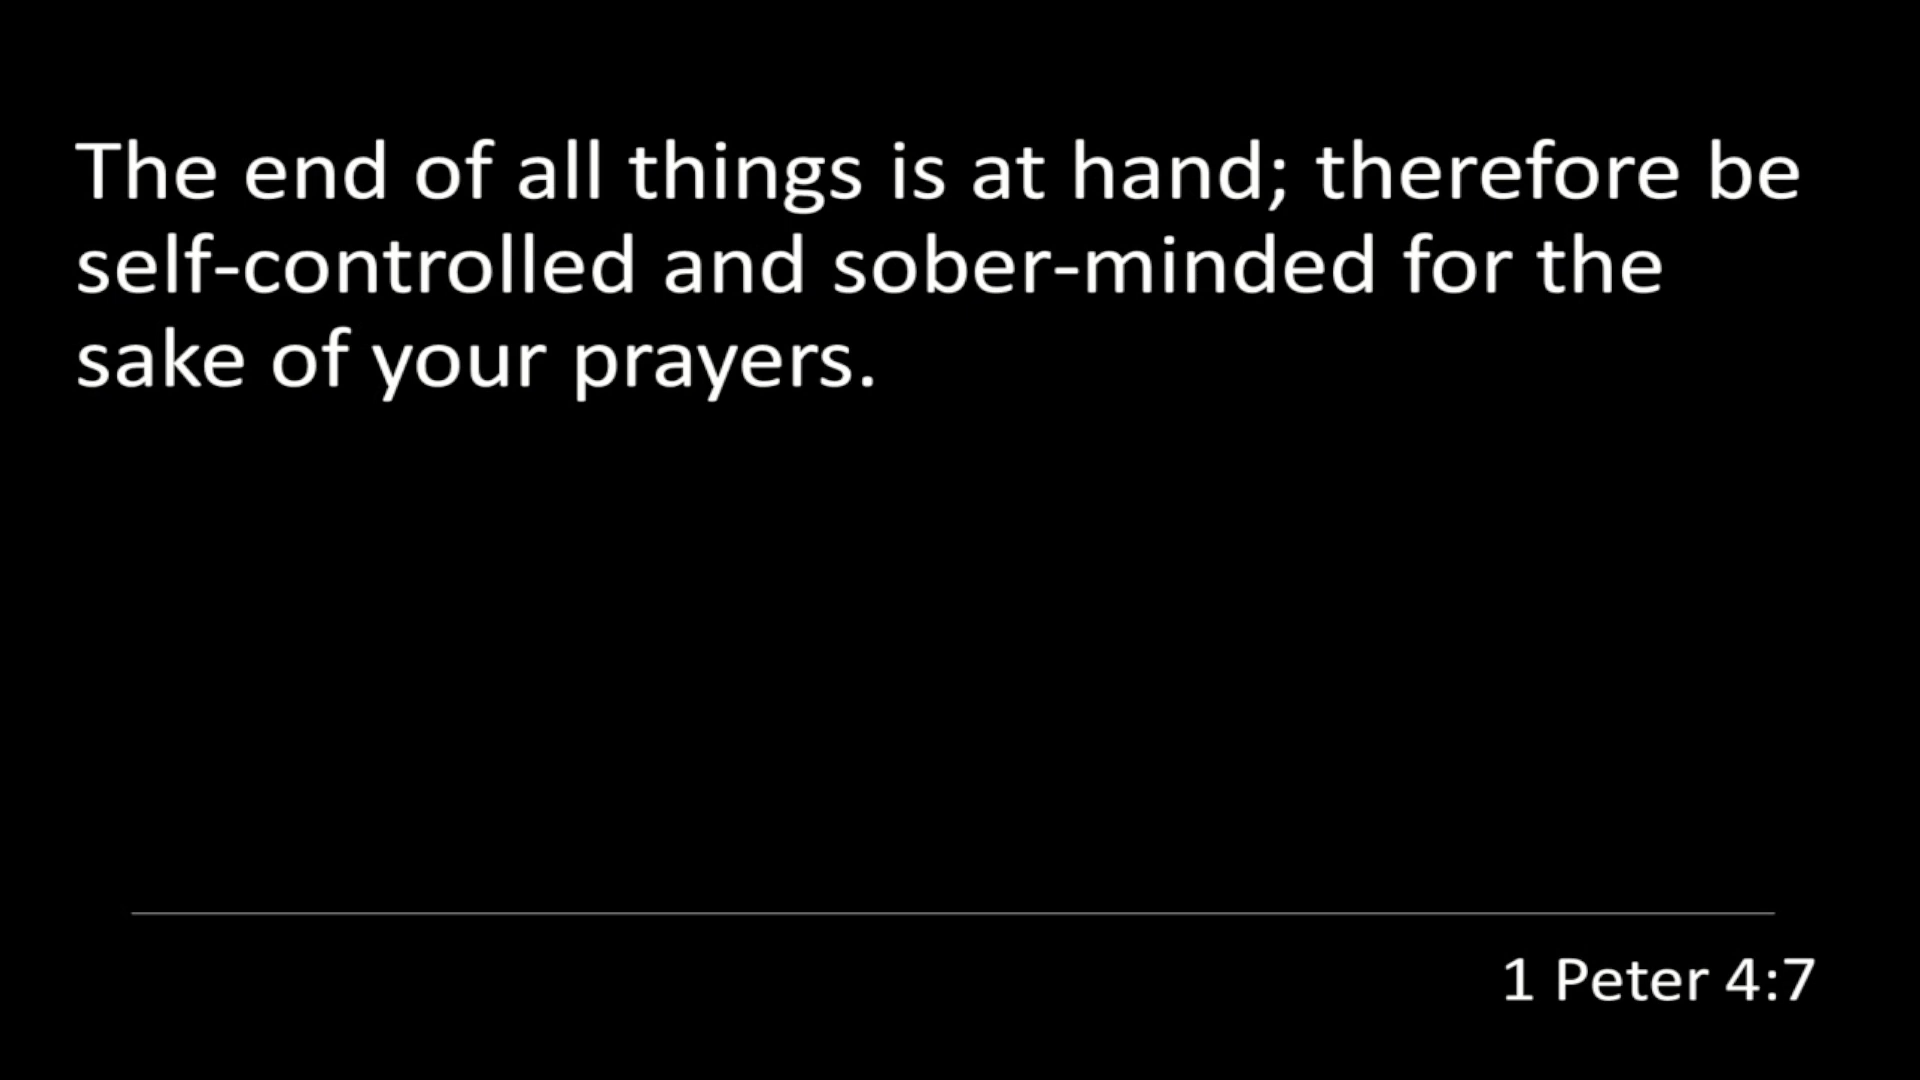 The end of all things is at hand; therefore be
self-controlled and sober-minded for the
sake of your prayers.
1 Peter 4:7